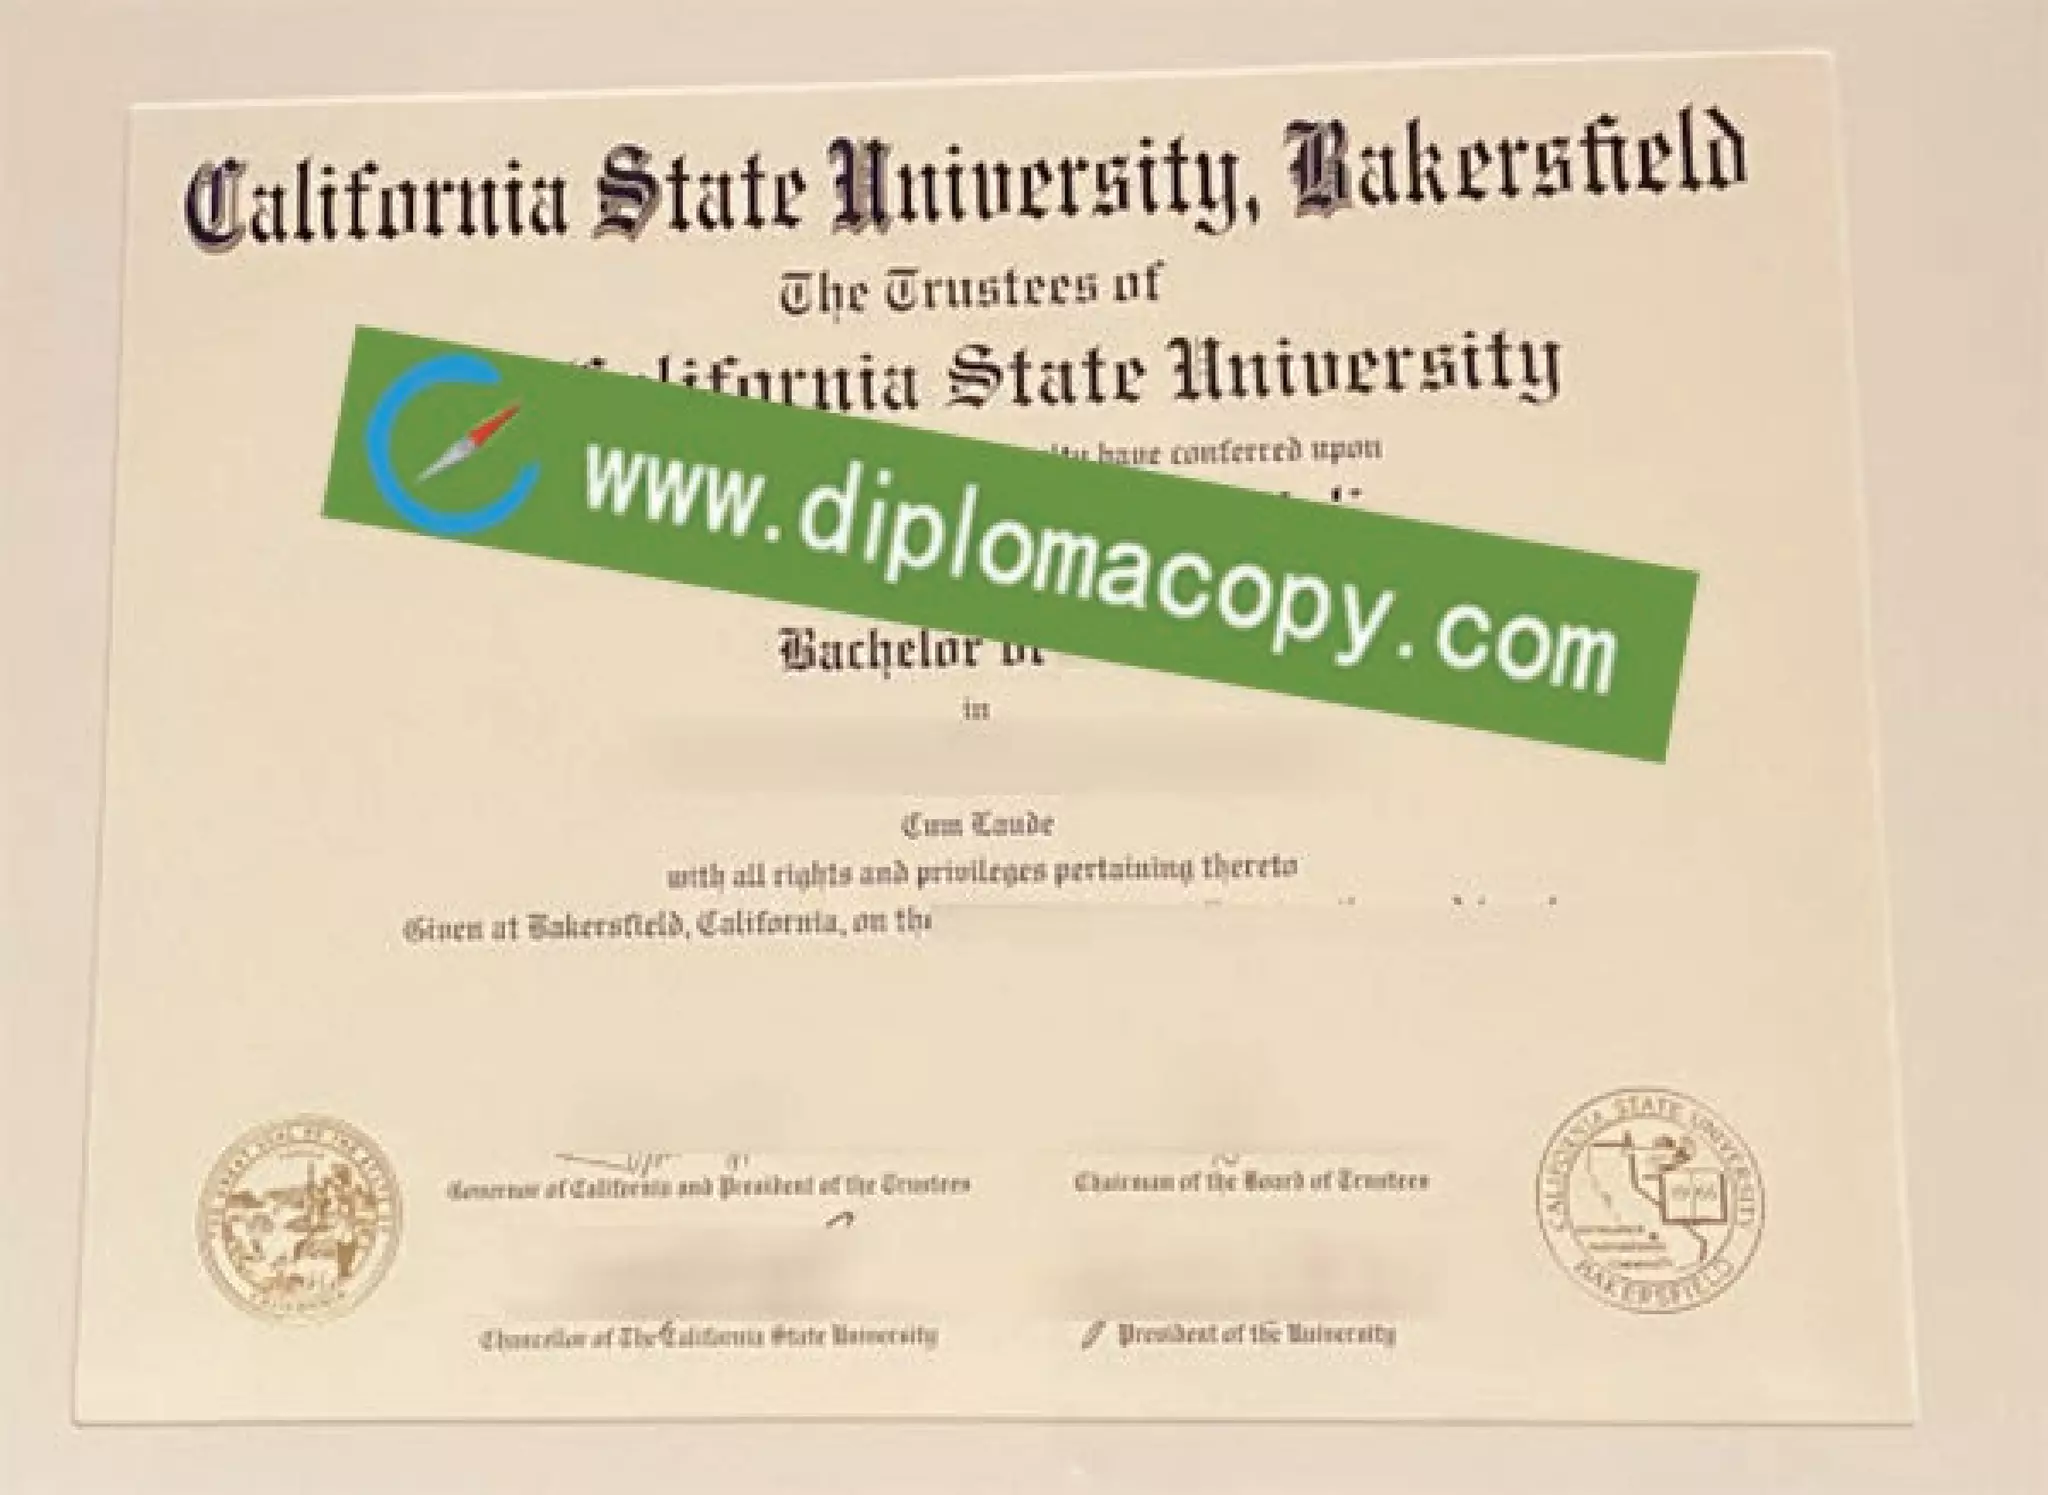 California State University, Bakersfield
The Trustees of
California State University
have conferred upon
www.diplomacopy.com
Bachelor of
in
Cum Laude
with all rights and privileges pertaining thereto
Given at Bakersfield, California, on the
Governor of California and President of the Trustees
Chairman of the Board of Trustees
Chancellor of The California State University
President of the University
CALIFORNIA STATE UNIVERSITY
BAKERSFIELD
CALIFORNIA